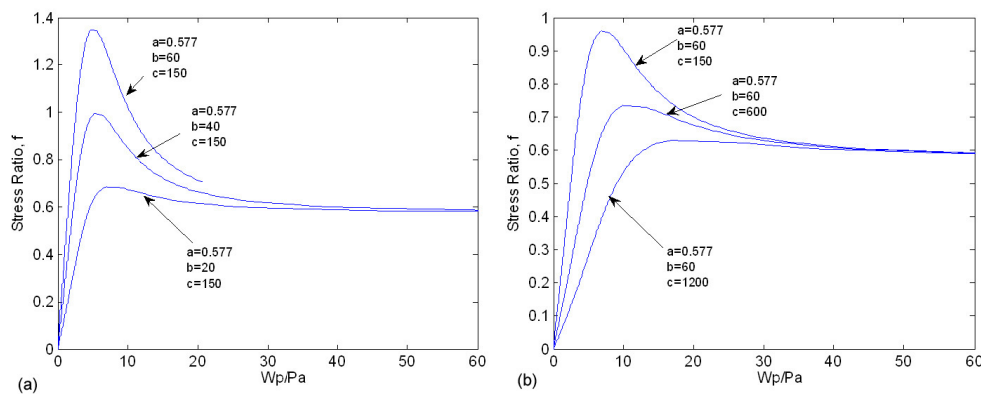 1.4
1.2
1
0.8
0.6
0.4
0.2
0
Stress Ratio, f
a=0.577
b=60
c=150
a=0.577
b=40
c=150
a=0.577
b=20
c=150
0 10 20 30 40 50 60
Wp/Pa
(a)
1
0.9
0.8
0.7
0.6
0.5
0.4
0.3
0.2
0.1
0
Stress Ratio, f
a=0.577
b=60
c=150
a=0.577
b=60
c=600
a=0.577
b=60
c=1200
0 10 20 30 40 50 60
Wp/Pa
(b)